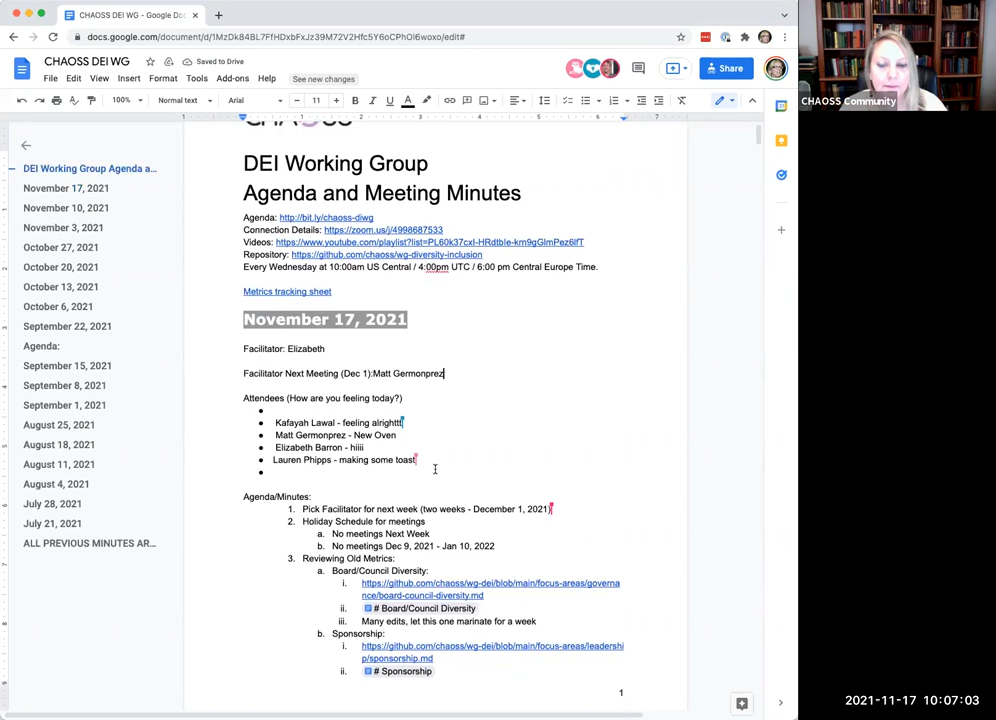 CHAOSS DEI WG - Google Doc
docs.google.com/document/d/1MzDk84BL7FfHDxbFxJz39M72V2Hfc5Y6oCPhOl6woxo/edit#
CHAOSS DEI WG
Saved to Drive
File Edit View Insert Format Tools Add-ons Help
See new changes
Share
100% Normal text Arial 11
CHAOSS Community
CHAOSS
DEI Working Group Agenda a...
November 17, 2021
November 10, 2021
November 3, 2021
October 27, 2021
October 20, 2021
October 13, 2021
October 6, 2021
September 22, 2021
Agenda:
September 15, 2021
September 8, 2021
September 1, 2021
August 25, 2021
August 18, 2021
August 11, 2021
August 4, 2021
July 28, 2021
July 21, 2021
ALL PREVIOUS MINUTES AR...
DEI Working Group
Agenda and Meeting Minutes
Agenda: http://bit.ly/chaoss-diwg
Connection Details: https://zoom.us/j/4998687533
Videos: https://www.youtube.com/playlist?list=PL60k37cxI-HRdtbIe-km9gGlmPez6lfT
Repository: https://github.com/chaoss/wg-diversity-inclusion
Every Wednesday at 10:00am US Central / 4:00pm UTC / 6:00 pm Central Europe Time.
Metrics tracking sheet
November 17, 2021
Facilitator: Elizabeth
Facilitator Next Meeting (Dec 1):Matt Germonprez
Attendees (How are you feeling today?)
Kafayah Lawal - feeling alrighttt
Matt Germonprez - New Oven
Elizabeth Barron - hiiii
Lauren Phipps - making some toast
Agenda/Minutes:
1. Pick Facilitator for next week (two weeks - December 1, 2021)
2. Holiday Schedule for meetings
a. No meetings Next Week
b. No meetings Dec 9, 2021 - Jan 10, 2022
3. Reviewing Old Metrics:
a. Board/Council Diversity:
i. https://github.com/chaoss/wg-dei/blob/main/focus-areas/governa
nce/board-council-diversity.md
ii. # Board/Council Diversity
iii. Many edits, let this one marinate for a week
b. Sponsorship:
i. https://github.com/chaoss/wg-dei/blob/main/focus-areas/leadershi
p/sponsorship.md
ii. # Sponsorship
1
2021-11-17 10:07:03